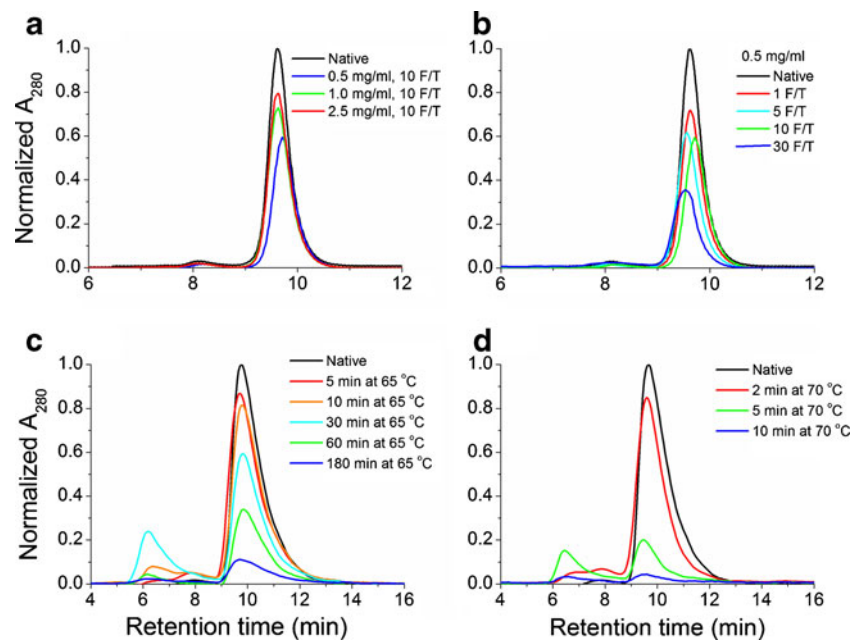 a
Native
0.5 mg/ml, 10 F/T
1.0 mg/ml, 10 F/T
2.5 mg/ml, 10 F/T
Normalized A280
1.0
0.8
0.6
0.4
0.2
0.0
6 8 10 12
b
0.5 mg/ml
Native
1 F/T
5 F/T
10 F/T
30 F/T
1.0
0.8
0.6
0.4
0.2
0.0
6 8 10 12
c
Native
5 min at 65 °C
10 min at 65 °C
30 min at 65 °C
60 min at 65 °C
180 min at 65 °C
Normalized A280
1.0
0.8
0.6
0.4
0.2
0.0
4 6 8 10 12 14 16
Retention time (min)
d
Native
2 min at 70 °C
5 min at 70 °C
10 min at 70 °C
1.0
0.8
0.6
0.4
0.2
0.0
4 6 8 10 12 14 16
Retention time (min)